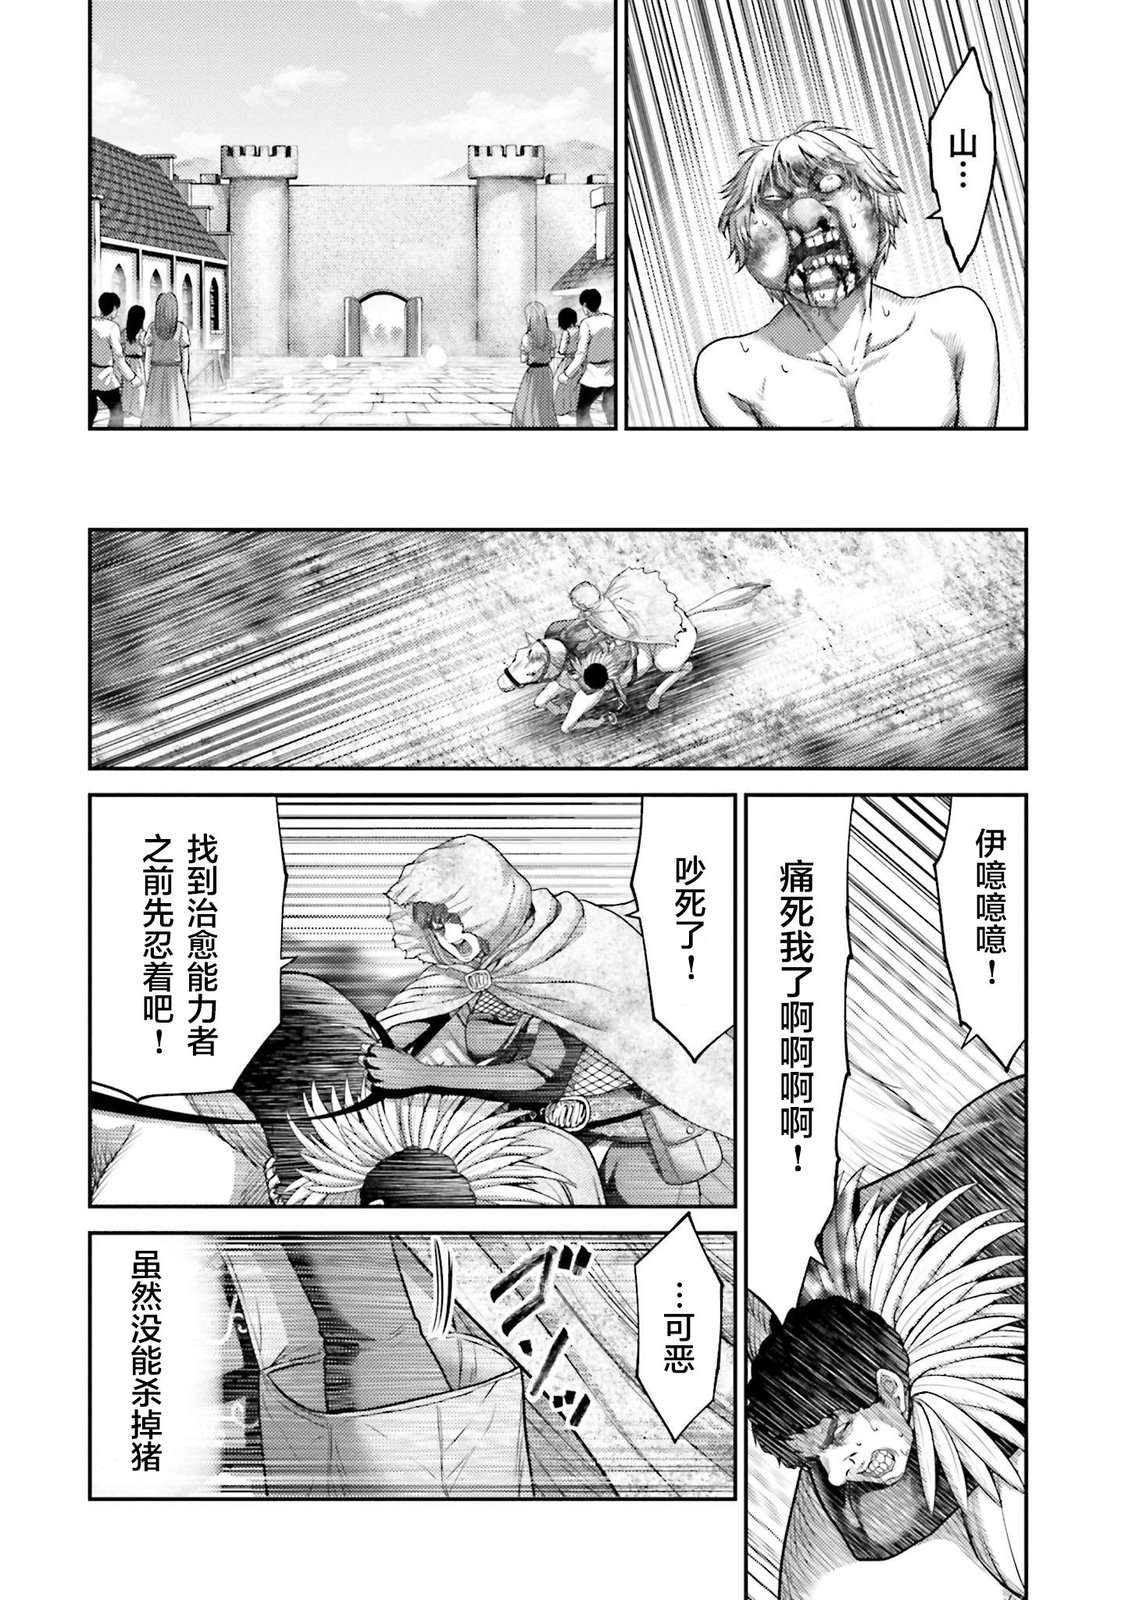 山…
伊噫噫噫！
痛死我了啊啊啊啊！
吵死了！
找到治愈能力者
之前先忍着吧！
…可恶
虽然没能杀掉猪